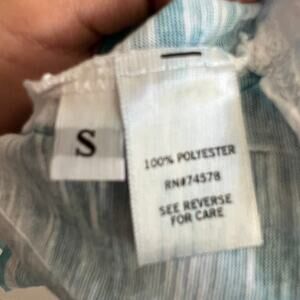 S
100% POLYESTER
RN#74578
SEE REVERSE
FOR CARE